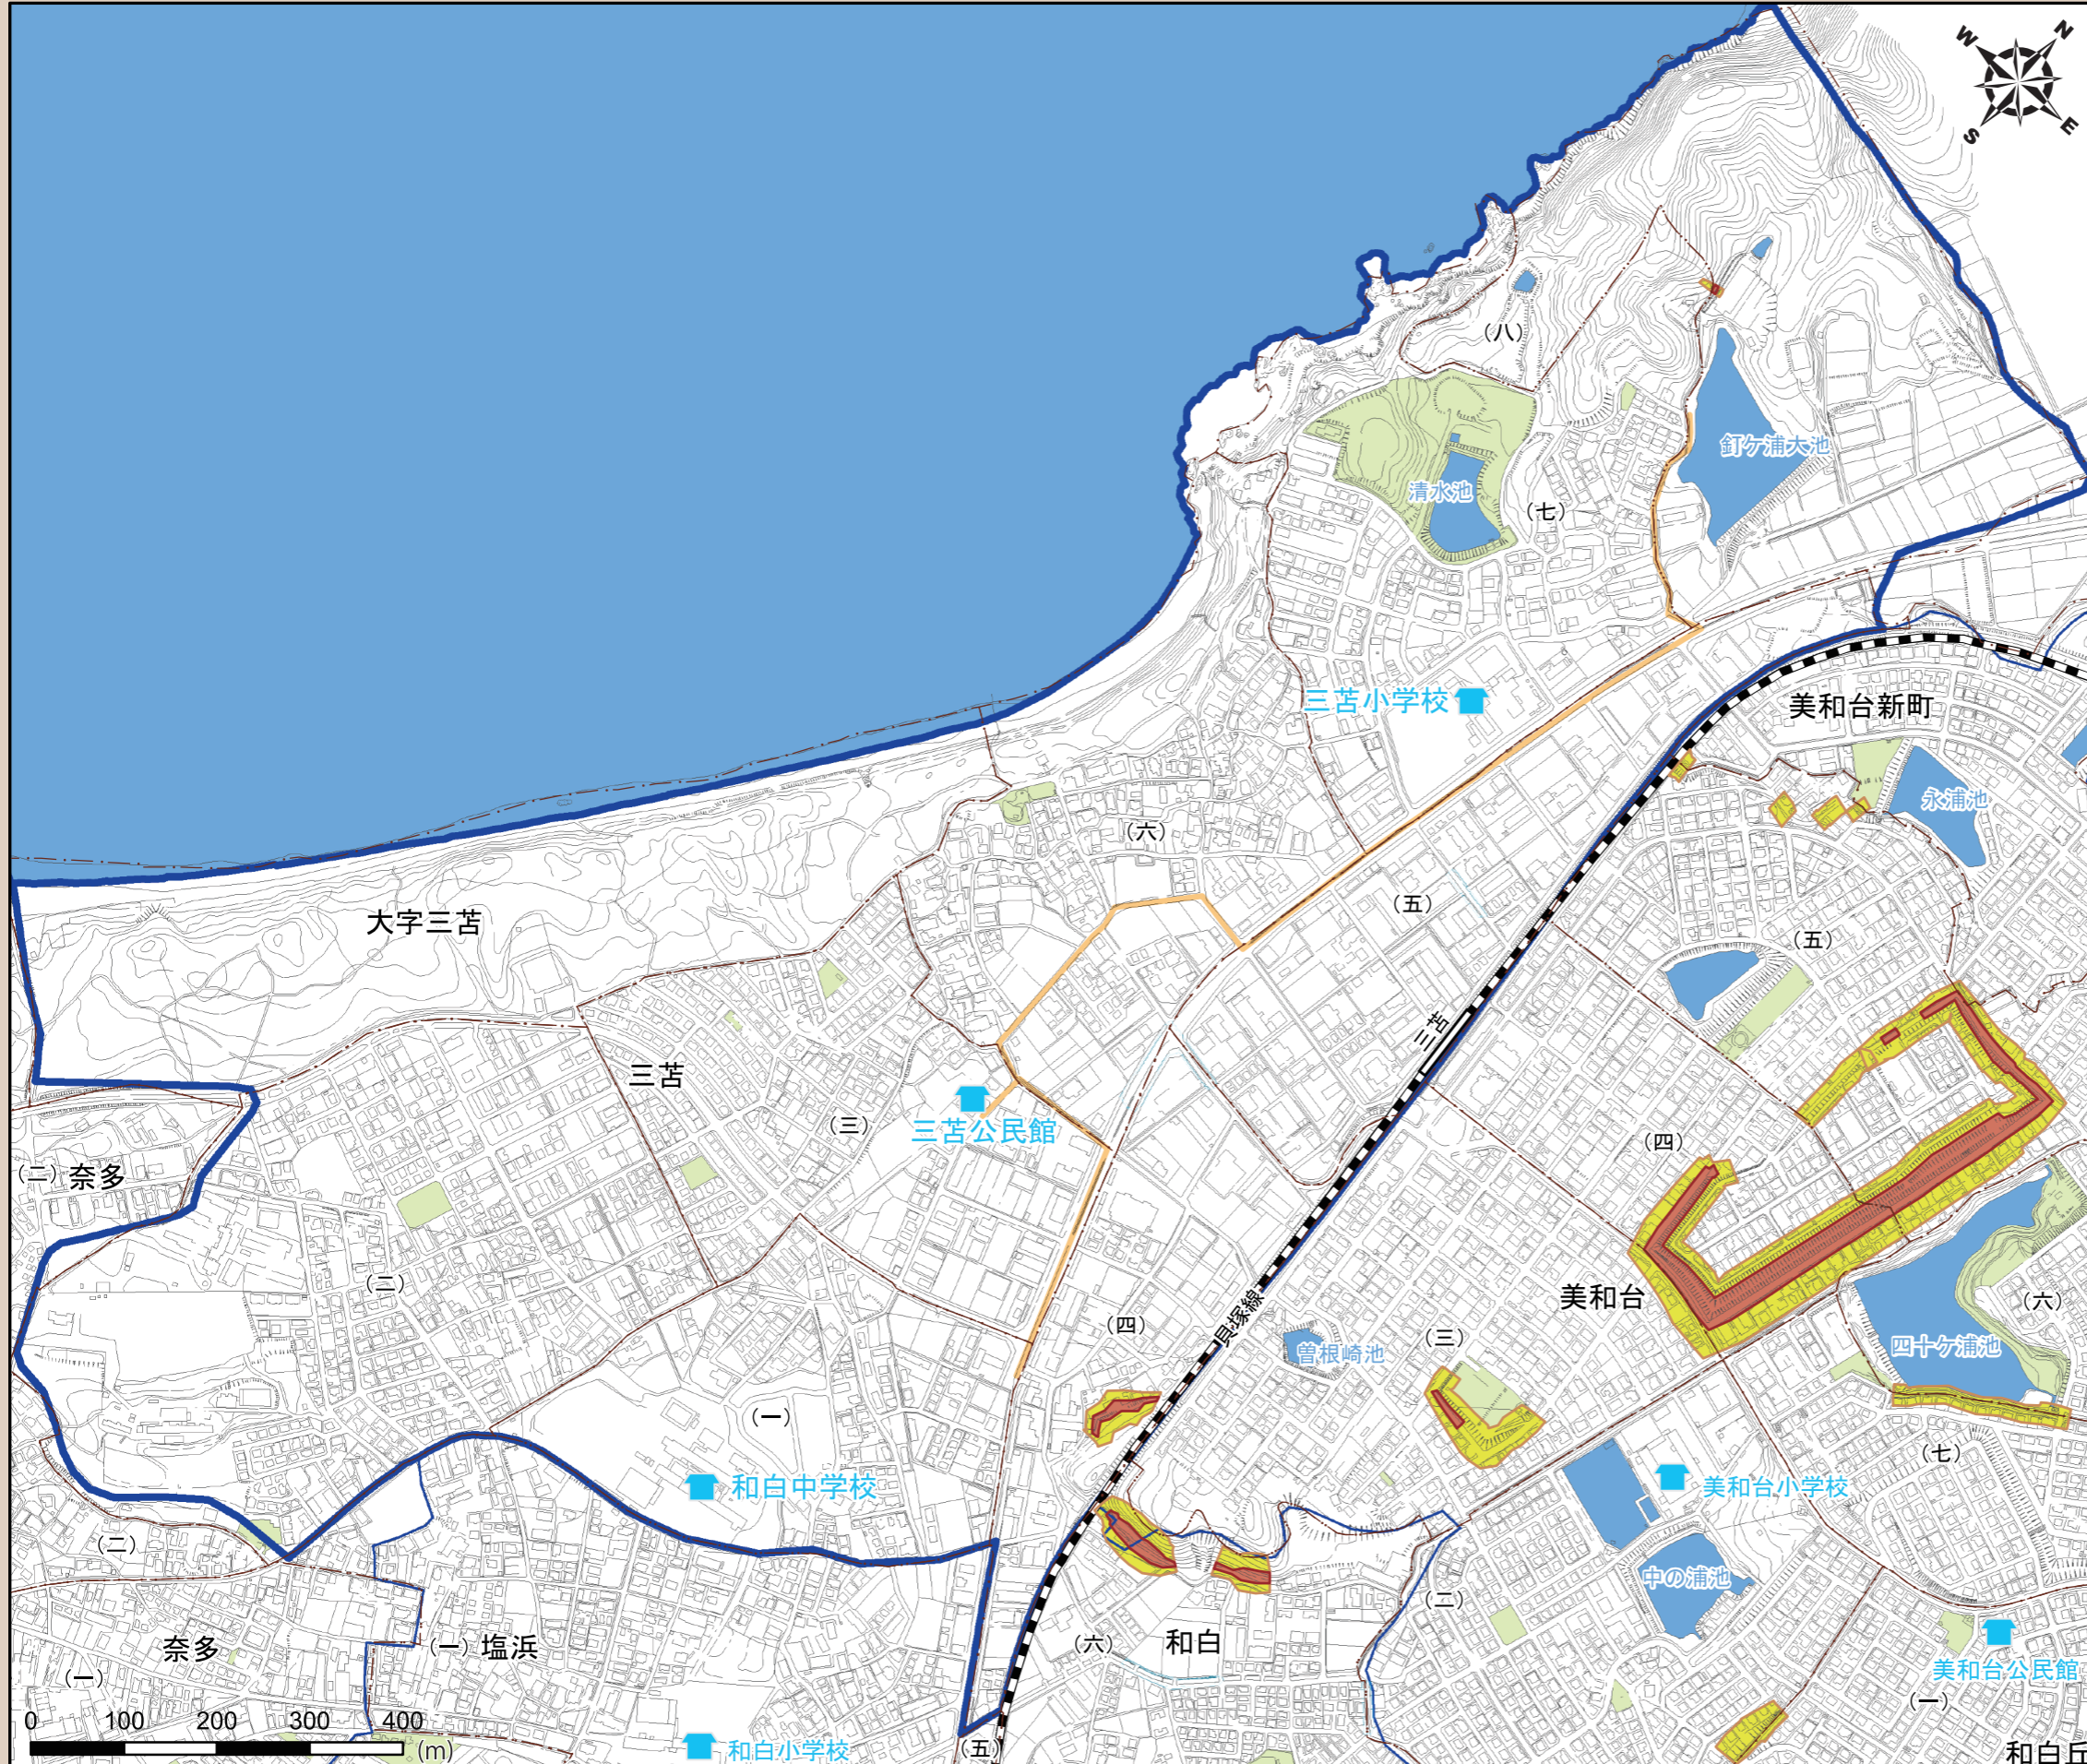 W
N
S
E
(八)
釘ケ浦大池
清水池
(七)
三苫小学校
美和台新町
永浦池
(六)
(五)
大字三苫
(五)
三苫
三苫
(三)
三苫公民館
(四)
(二)
奈多
(二)
美和台
(六)
(四)
貝塚線
曽根崎池
(三)
四十ケ浦池
(一)
(七)
和白中学校
美和台小学校
(二)
中の浦池
(二)
(六)
和白
奈多
(一)
塩浜
美和台公民館
(一)
(一)
0 100 200 300 400
(m)
和白小学校
(五)
和白丘